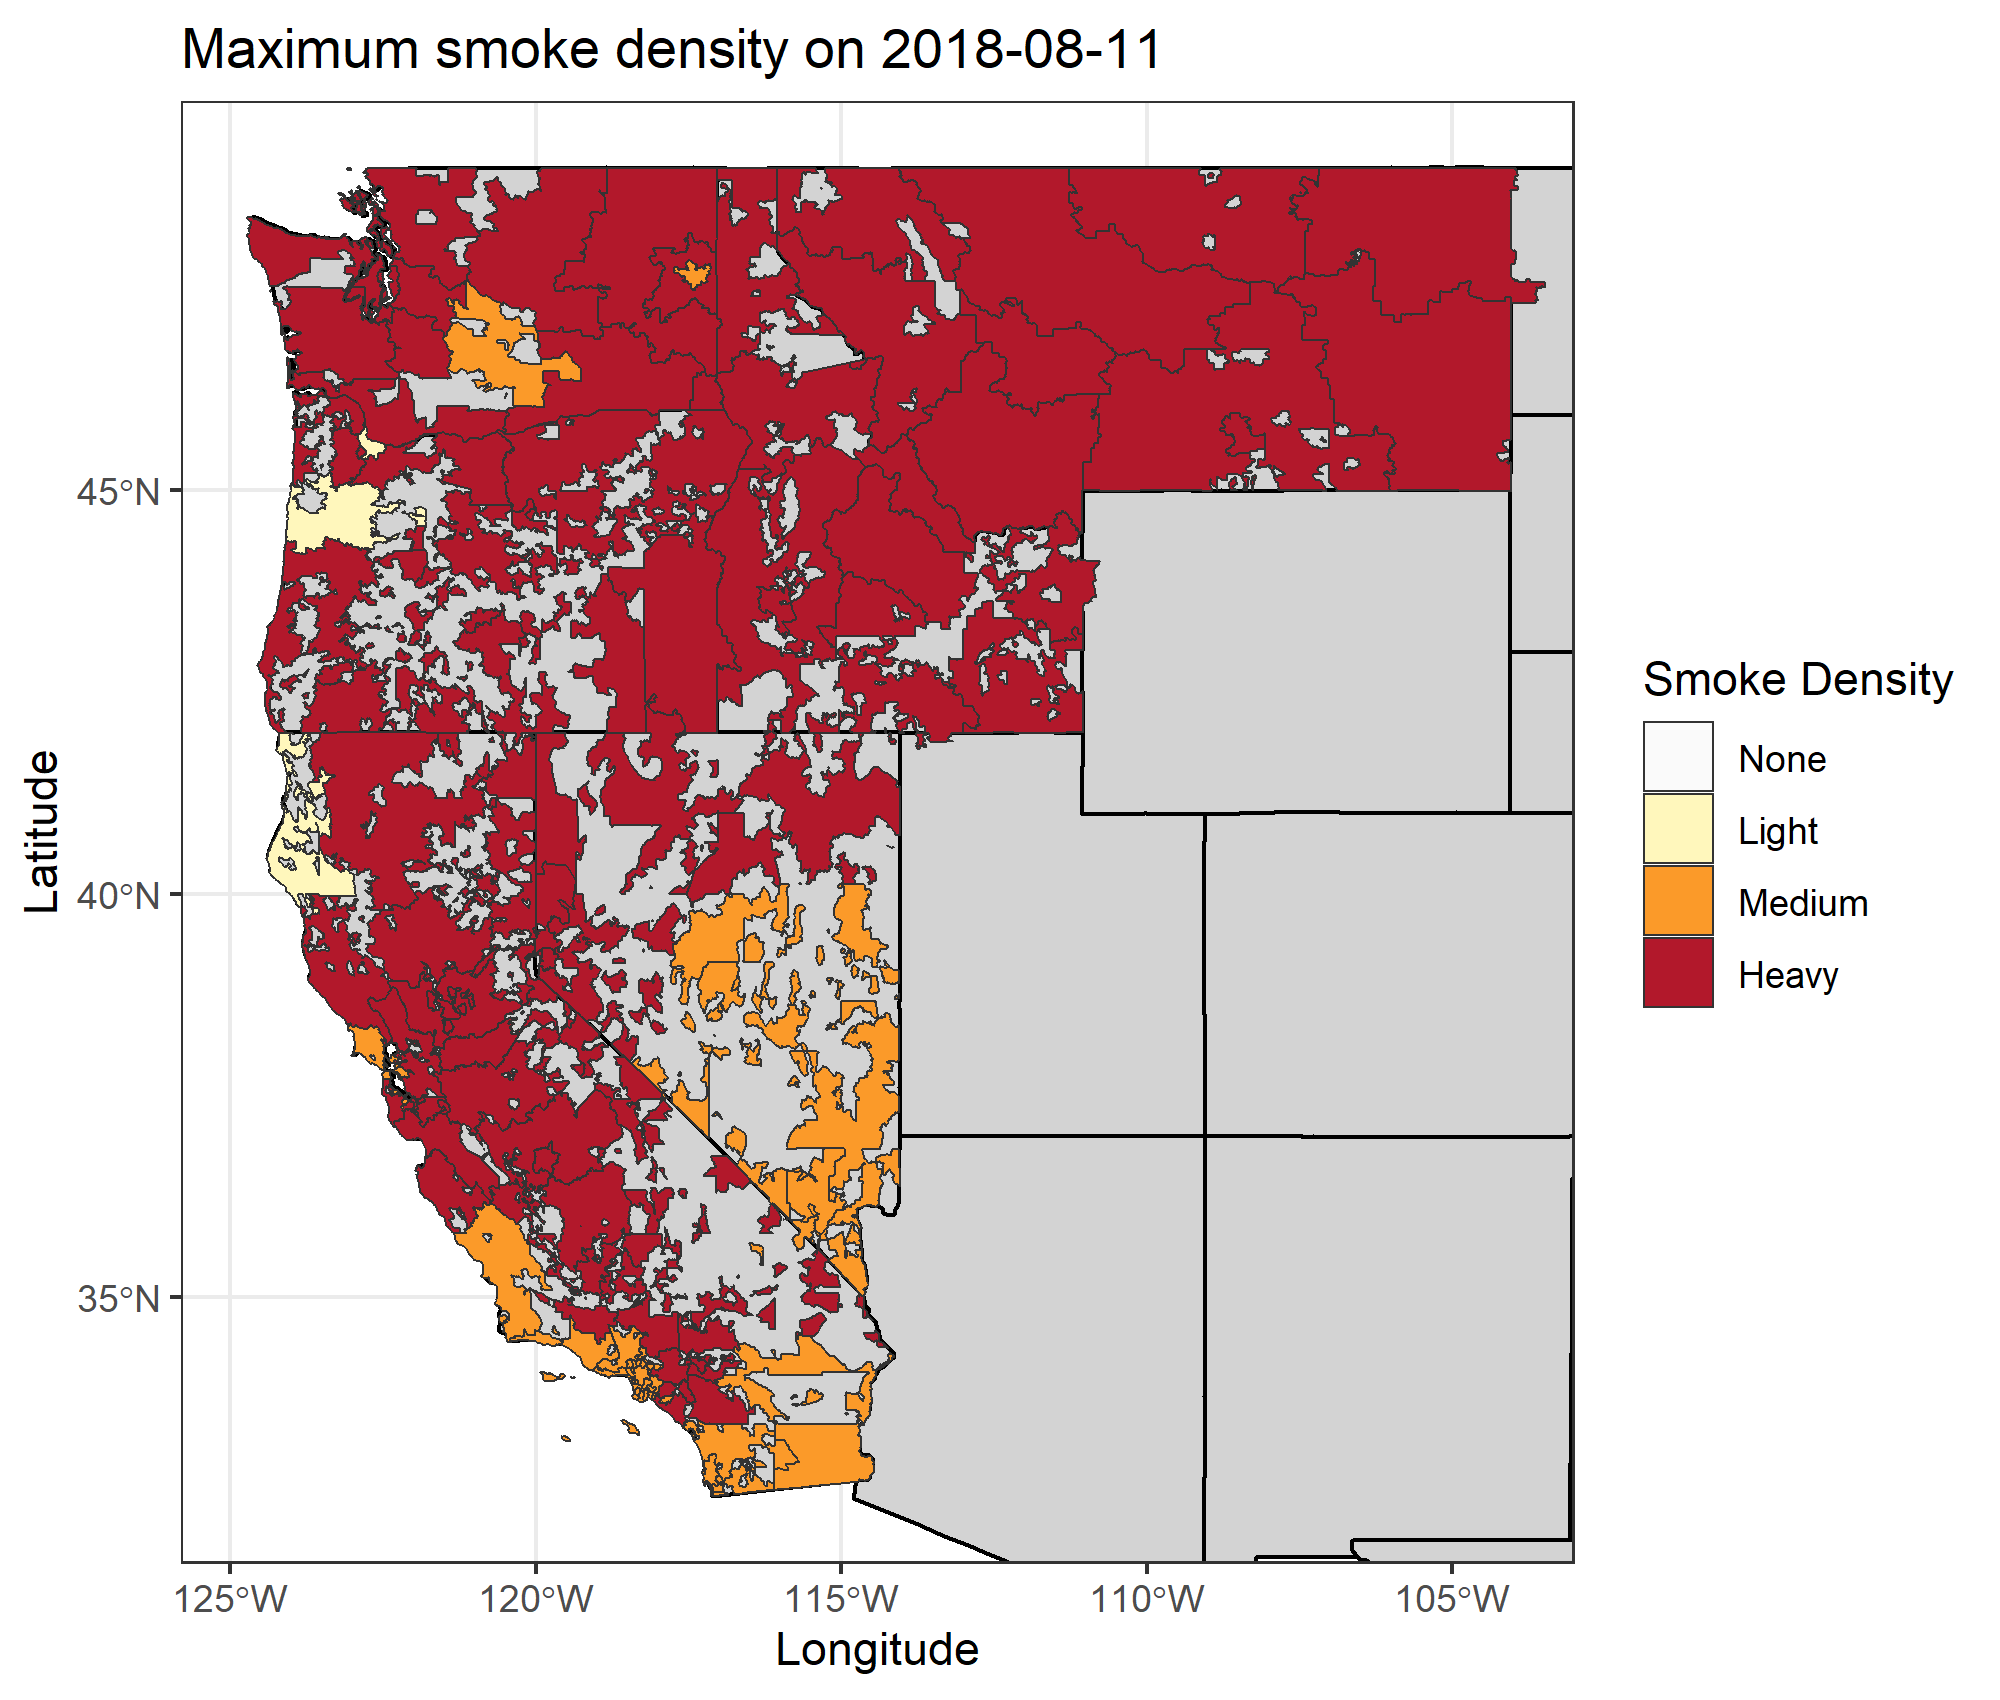 Maximum smoke density on 2018-08-11
45°N
40°N
35°N
Latitude
125°W
120°W
115°W
110°W
105°W
Longitude
Smoke Density
None
Light
Medium
Heavy